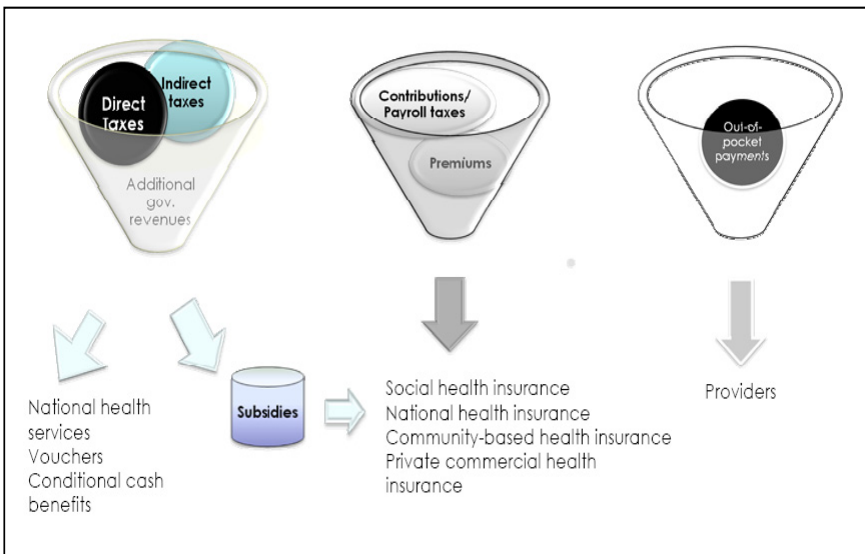 Direct
Taxes
Indirect
taxes
Additional
gov.
revenues
Contributions/
Payroll taxes
Premiums
Out-of-
pocket
payments
National health
services
Vouchers
Conditional cash
benefits
Subsidies
Social health insurance
National health insurance
Community-based health insurance
Private commercial health
insurance
Providers